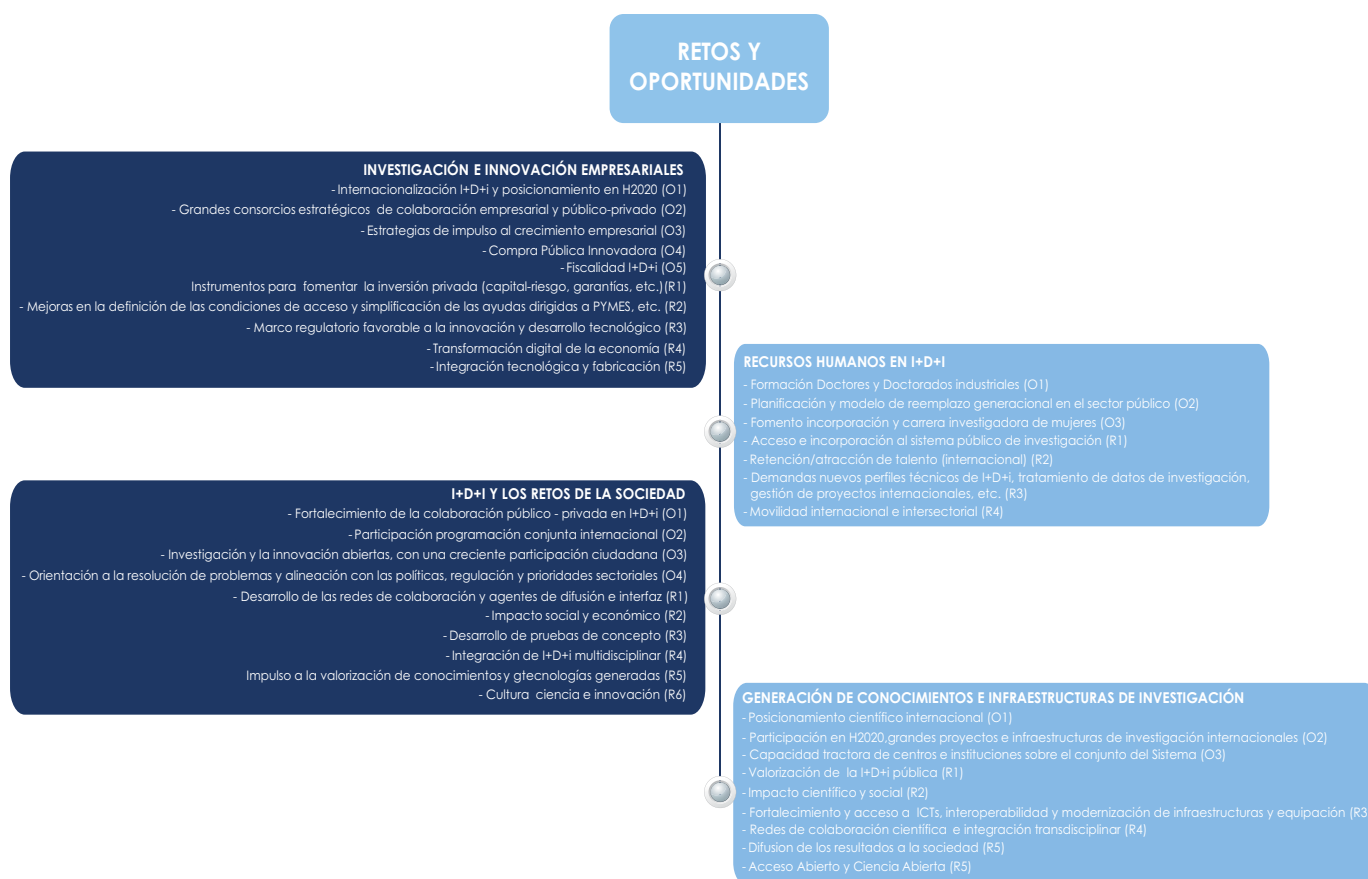 RETOS Y
OPORTUNIDADES
INVESTIGACIÓN E INNOVACIÓN EMPRESARIALES
- Internacionalización I+D+i y posicionamiento en H2020 (O1)
- Grandes consorcios estratégicos de colaboración empresarial y público-privado (O2)
- Estrategias de impulso al crecimiento empresarial (O3)
- Compra Pública Innovadora (O4)
- Fiscalidad I+D+i (O5)
Instrumentos para fomentar la inversión privada (capital-riesgo, garantías, etc.)(R1)
- Mejoras en la definición de las condiciones de acceso y simplificación de las ayudas dirigidas a PYMES, etc. (R2)
- Marco regulatorio favorable a la innovación y desarrollo tecnológico (R3)
- Transformación digital de la economía (R4)
- Integración tecnológica y fabricación (R5)
RECURSOS HUMANOS EN I+D+I
- Formación Doctores y Doctorados industriales (O1)
- Planificación y modelo de reemplazo generacional en el sector público (O2)
- Fomento incorporación y carrera investigadora de mujeres (O3)
- Acceso e incorporación al sistema público de investigación (R1)
- Retención/atracción de talento (internacional) (R2)
- Demandas nuevos perfiles técnicos de I+D+i, tratamiento de datos de investigación,
gestión de proyectos internacionales, etc. (R3)
- Movilidad internacional e intersectorial (R4)
I+D+I Y LOS RETOS DE LA SOCIEDAD
- Fortalecimiento de la colaboración público - privada en I+D+i (O1)
- Participación programación conjunta internacional (O2)
- Investigación y la innovación abiertas, con una creciente participación ciudadana (O3)
- Orientación a la resolución de problemas y alineación con las políticas, regulación y prioridades sectoriales (O4)
- Desarrollo de las redes de colaboración y agentes de difusión e interfaz (R1)
- Impacto social y económico (R2)
- Desarrollo de pruebas de concepto (R3)
- Integración de I+D+i multidisciplinar (R4)
Impulso a la valorización de conocimientos y gtecnologías generadas (R5)
- Cultura ciencia e innovación (R6)
GENERACIÓN DE CONOCIMIENTOS E INFRAESTRUCTURAS DE INVESTIGACIÓN
- Posicionamiento científico internacional (O1)
- Participación en H2020,grandes proyectos e infraestructuras de investigación internacionales (O2)
- Capacidad tractora de centros e instituciones sobre el conjunto del Sistema (O3)
- Valorización de la I+D+i pública (R1)
- Impacto científico y social (R2)
- Fortalecimiento y acceso a ICTs, interoperabilidad y modernización de infraestructuras y equipación (R3
- Redes de colaboración científica e integración transdisciplinar (R4)
- Difusion de los resultados a la sociedad (R5)
- Acceso Abierto y Ciencia Abierta (R5)